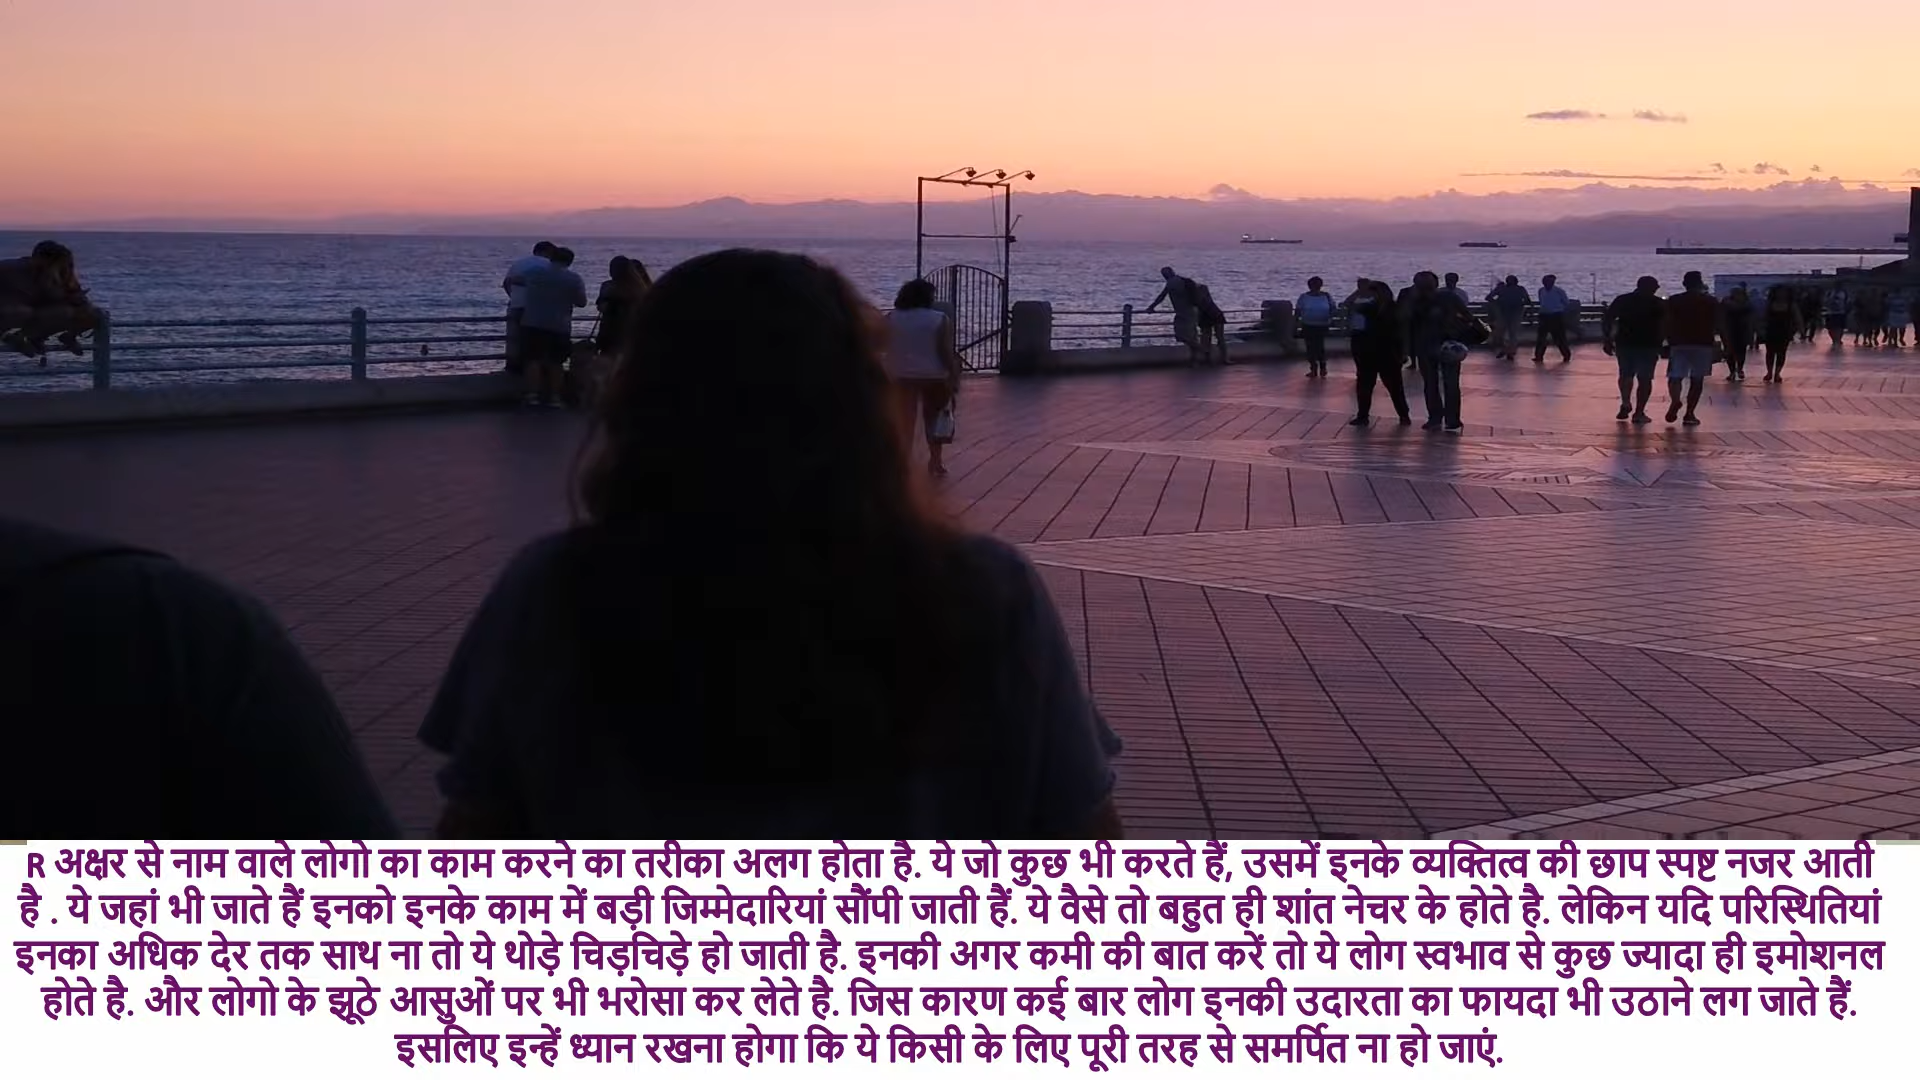 R अक्षर से नाम वाले लोगो का काम करने का तरीका अलग होता है. ये जो कुछ भी करते हैं, उसमें इनके व्यक्तित्व की छाप स्पष्ट नजर आती
है . ये जहां भी जाते हैं इनको इनके काम में बड़ी जिम्मेदारियां सौंपी जाती हैं. ये वैसे तो बहुत ही शांत नेचर के होते है. लेकिन यदि परिस्थितियां
इनका अधिक देर तक साथ ना तो ये थोड़े चिड़चिड़े हो जाती है. इनकी अगर कमी की बात करें तो ये लोग स्वभाव से कुछ ज्यादा ही इमोशनल
होते है. और लोगो के झूठे आसुओं पर भी भरोसा कर लेते है. जिस कारण कई बार लोग इनकी उदारता का फायदा भी उठाने लग जाते हैं.
इसलिए इन्हें ध्यान रखना होगा कि ये किसी के लिए पूरी तरह से समर्पित ना हो जाएं.